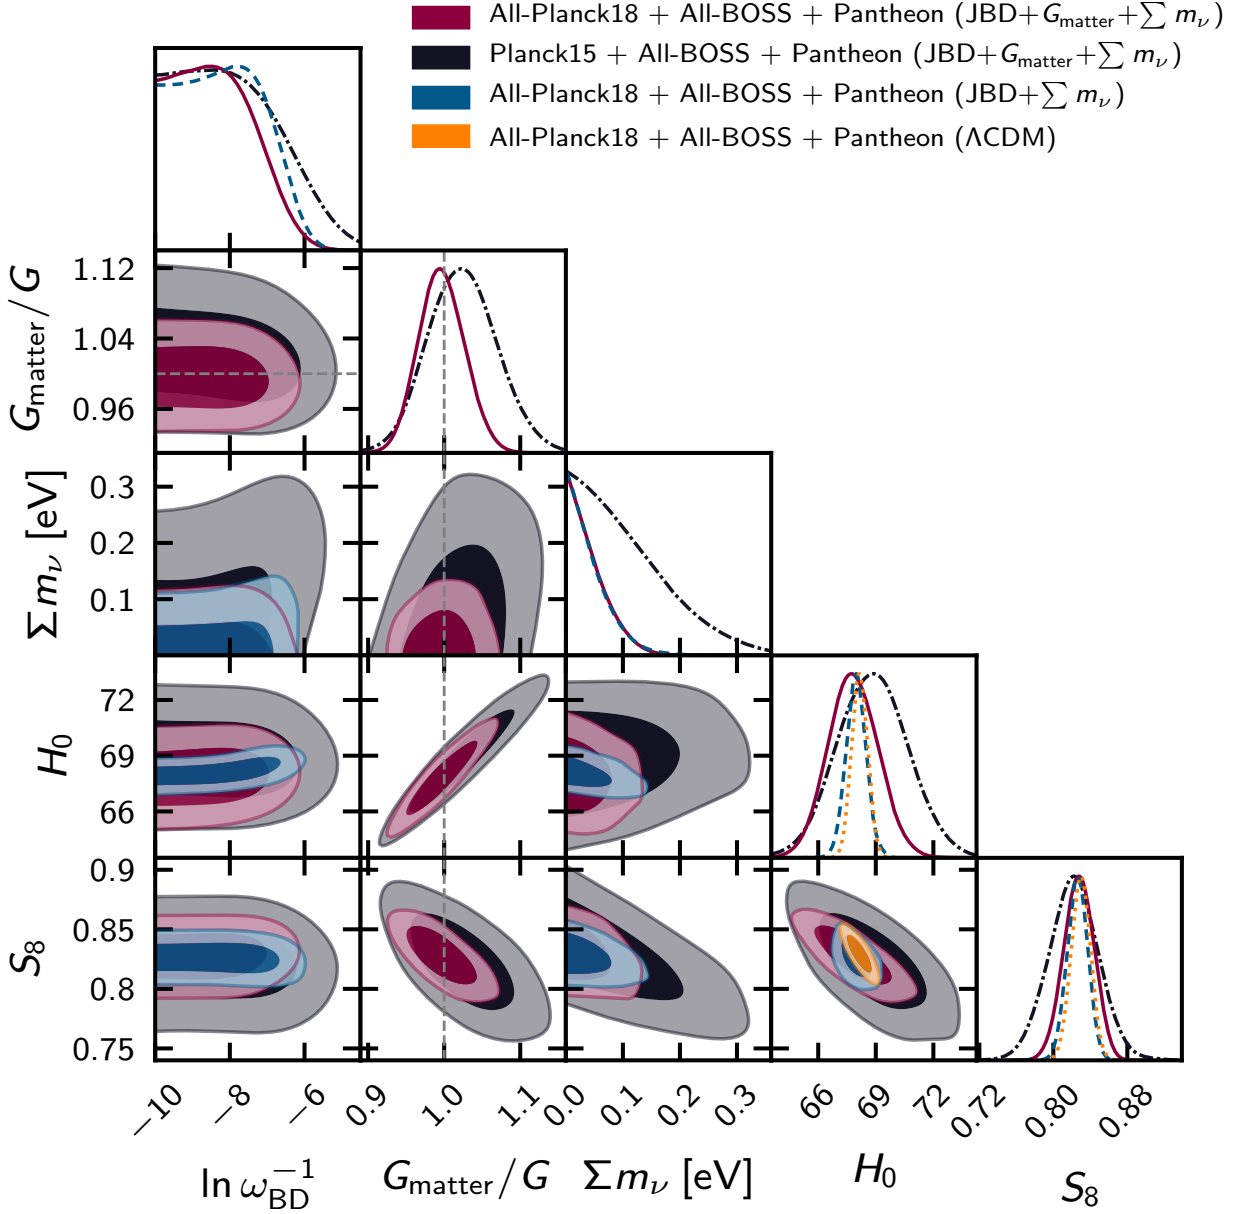 All-Planck18 + All-BOSS + Pantheon (JBD+G_matter+∑ m_ν)
Planck15 + All-BOSS + Pantheon (JBD+G_matter+∑ m_ν)
All-Planck18 + All-BOSS + Pantheon (JBD+∑ m_ν)
All-Planck18 + All-BOSS + Pantheon (ΛCDM)
G_matter/G
1.12
1.04
0.96
Σm_ν [eV]
0.3
0.2
0.1
H_0
72
69
66
S_8
0.9
0.85
0.8
0.75
−10 −8 −6
0.9 1.0 1.1
0.0 0.1 0.2 0.3
66 69 72
0.72 0.80 0.88
ln ω_BD^−1
G_matter/G
Σm_ν [eV]
H_0
S_8